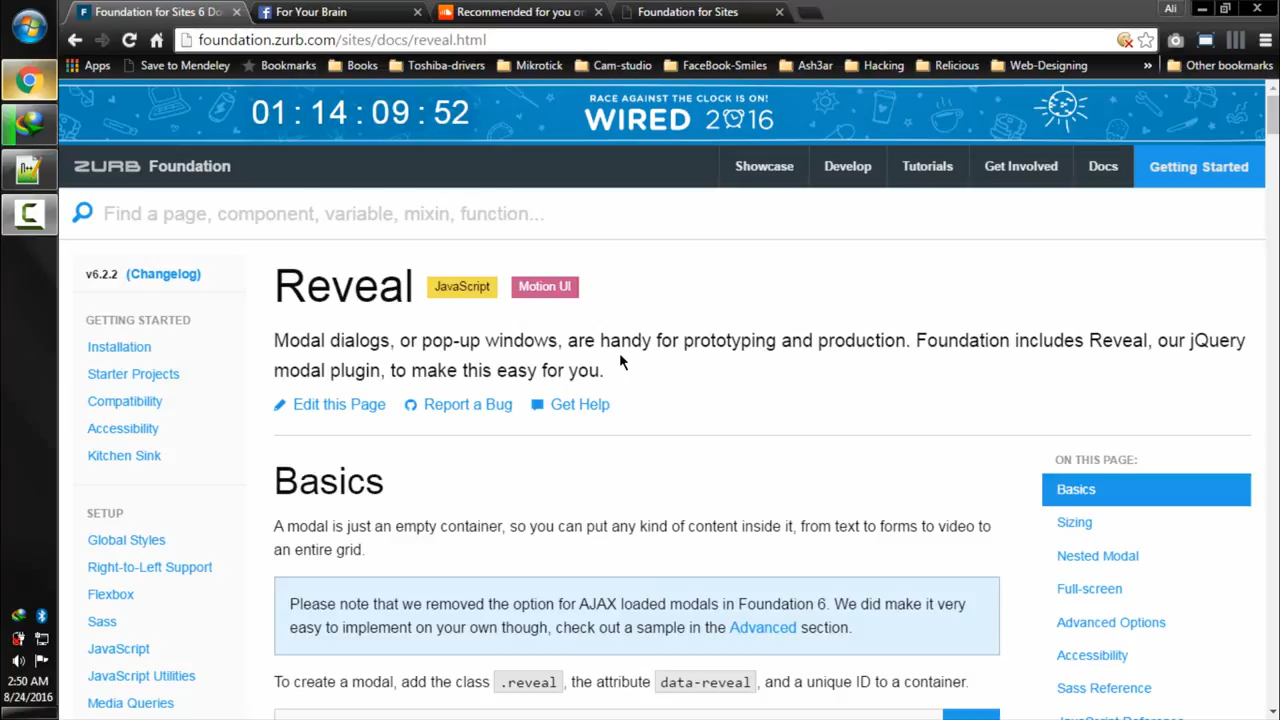 Foundation for Sites 6 Do
For Your Brain
Recommended for you on
Foundation for Sites
Ali
foundation.zurb.com/sites/docs/reveal.html
Apps
Save to Mendeley
Bookmarks
Books
Toshiba-drivers
Mikrotick
Cam-studio
FaceBook-Smiles
Ash3ar
Hacking
Relicious
Web-Designing
»
Other bookmarks
01 : 14 : 09 : 52
RACE AGAINST THE CLOCK IS ON!
WIRED 2016
ZURB Foundation
Showcase
Develop
Tutorials
Get Involved
Docs
Getting Started
Find a page, component, variable, mixin, function...
v6.2.2 (Changelog)
GETTING STARTED
Installation
Starter Projects
Compatibility
Accessibility
Kitchen Sink
SETUP
Global Styles
Right-to-Left Support
Flexbox
Sass
JavaScript
JavaScript Utilities
Media Queries
Reveal JavaScript Motion UI
Modal dialogs, or pop-up windows, are handy for prototyping and production. Foundation includes Reveal, our jQuery
modal plugin, to make this easy for you.
Edit this Page Report a Bug Get Help
Basics
A modal is just an empty container, so you can put any kind of content inside it, from text to forms to video to
an entire grid.
Please note that we removed the option for AJAX loaded modals in Foundation 6. We did make it very
easy to implement on your own though, check out a sample in the Advanced section.
To create a modal, add the class .reveal, the attribute data-reveal, and a unique ID to a container.
ON THIS PAGE:
Basics
Sizing
Nested Modal
Full-screen
Advanced Options
Accessibility
Sass Reference
JavaScript Reference
2:50 AM
8/24/2016